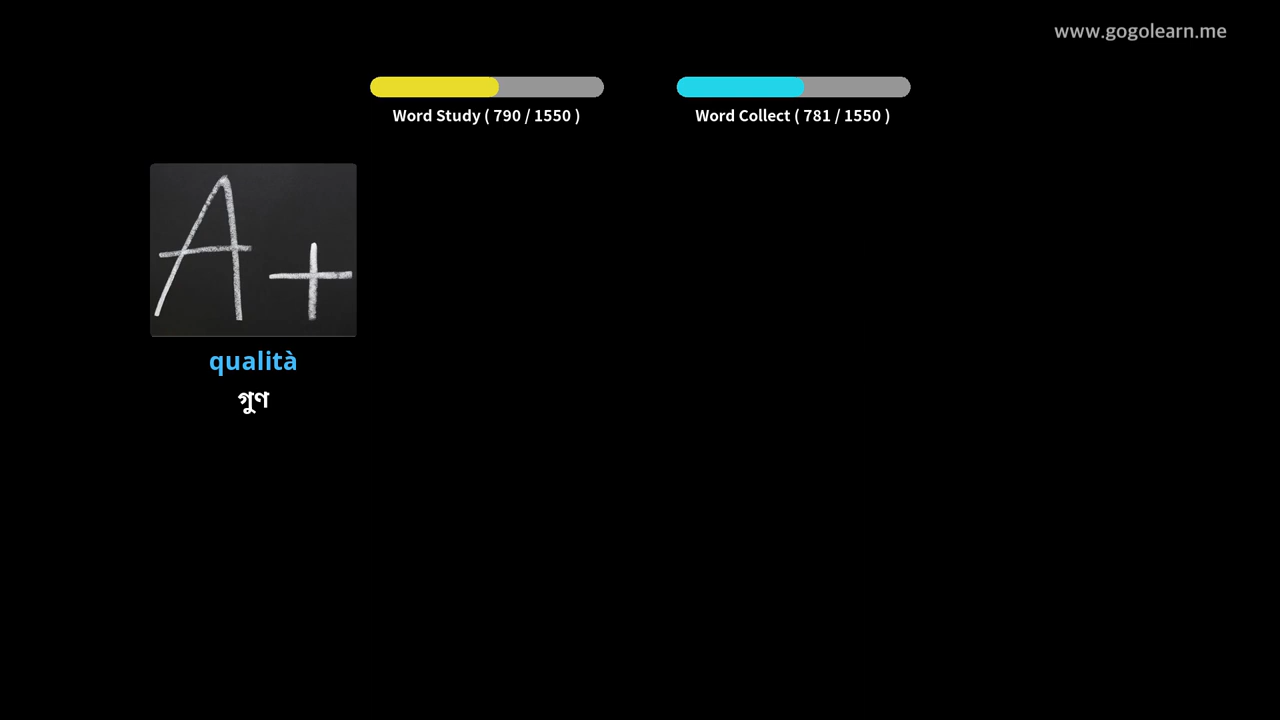 www.gogolearn.me
Word Study ( 790 / 1550 )
Word Collect ( 781 / 1550 )
A+
qualità
গুণ